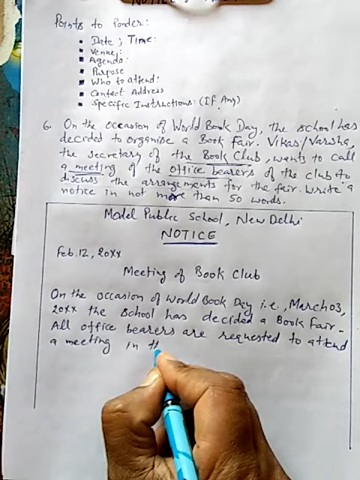 NOTICE
Points to Ponder:
▪ Date ; Time:
▪ Venue:
▪ Agenda:
▪ Purpose
▪ Who to attend:
▪ Contact Address
▪ Specific Instructions: (If Any)
6. On the occasion of World Book Day, the school has
decided to organise a Book Fair. Vikas/Varsha,
the secretary of the Book Club, wants to call
a meeting of the office bearers of the club to
discuss the arrangements for the fair. Write a
notice in not more than 50 words.
Model Public School, New Delhi
NOTICE
Feb. 12, 20XX
Meeting of Book Club
On the occasion of World Book Day i.e., March 03,
20XX the School has decided a Book Fair.
All office bearers are requested to attend
a meeting in